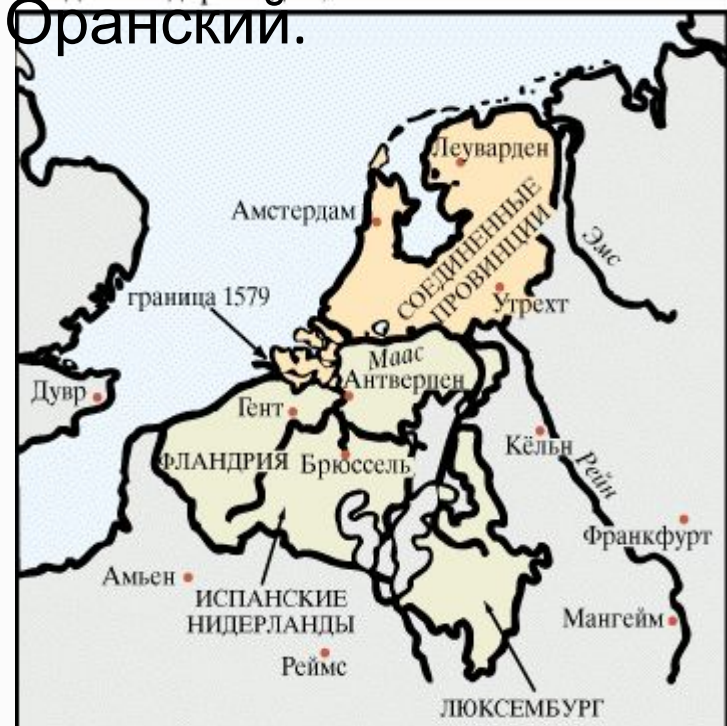 Оранский.
Леуварден
Амстердам
СОЕДИНЕННЫЕ
ПРОВИНЦИИ
Эмс
граница 1579
Утрехт
Маас
Дувр
Антверпен
Гент
ФЛАНДРИЯ
Брюссель
Кёльн
Рейн
Франкфурт
Амьен
ИСПАНСКИЕ
НИДЕРЛАНДЫ
Мангейм
Реймс
ЛЮКСЕМБУРГ